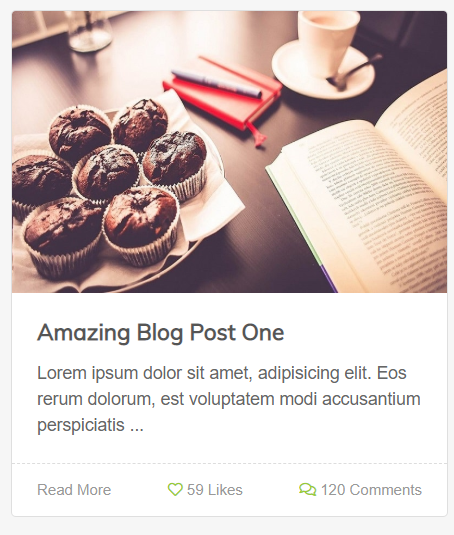 Amazing Blog Post One
Lorem ipsum dolor sit amet, adipisicing elit. Eos
rerum dolorum, est voluptatem modi accusantium
perspiciatis ...
Read More
59 Likes
120 Comments